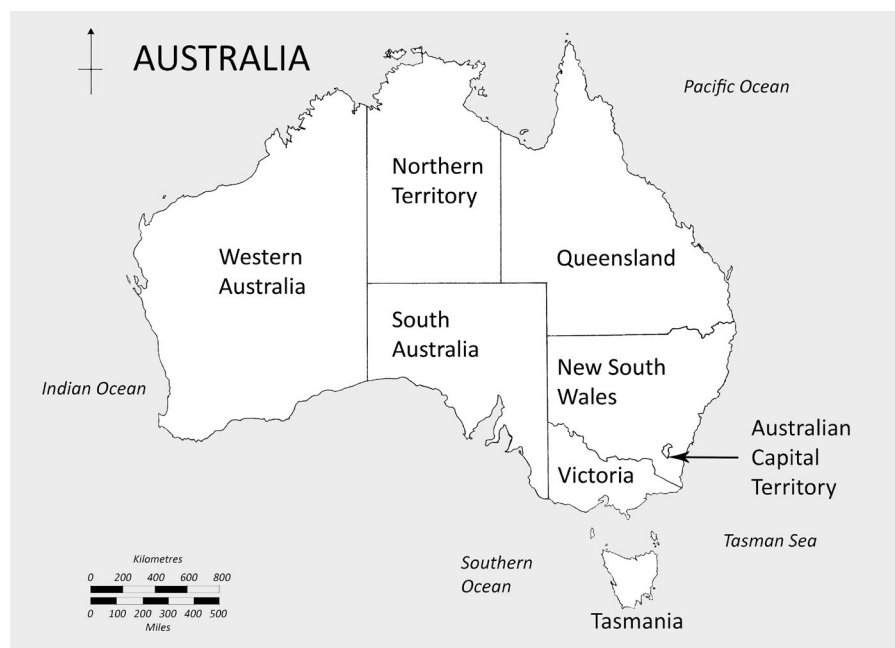 AUSTRALIA
Pacific Ocean
Northern
Territory
Western
Australia
Queensland
South
Australia
Indian Ocean
New South
Wales
Australian
Capital
Territory
Victoria
Tasman Sea
Southern
Ocean
Tasmania
Kilometres
0 200 400 600 800
0 100 200 300 400 500
Miles